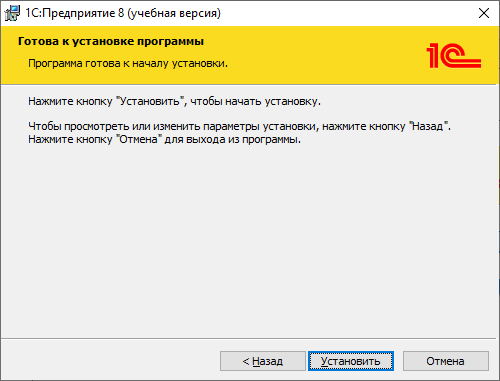 1С:Предприятие 8 (учебная версия)
Готова к установке программы
Программа готова к началу установки.
1С
Нажмите кнопку "Установить", чтобы начать установку.
Чтобы просмотреть или изменить параметры установки, нажмите кнопку "Назад".
Нажмите кнопку "Отмена" для выхода из программы.
< Назад
Установить
Отмена